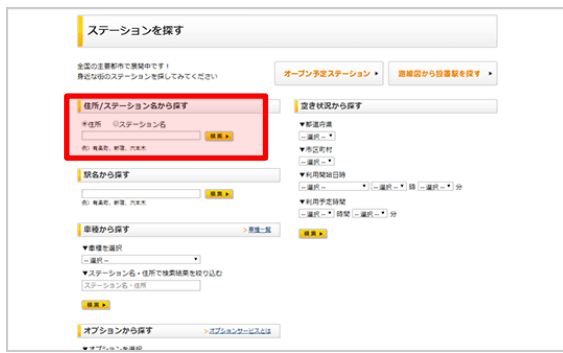 ステーションを探す
全国の主要都市で展開中です！
身近な街のステーションを探してみてください
オープン予定ステーション
路線図から設置駅を探す
住所/ステーション名から探す
住所 ステーション名
検索
例）有楽町、新宿、六本木
駅名から探す
検索
例）有楽町、新宿、六本木
車種から探す
>車種一覧
▼車種を選択
-- 選択 --
▼ステーション名・住所で検索結果を絞り込む
ステーション名・住所
検索
オプションから探す
>オプションサービスとは
▼オプションを選択
空き状況から探す
▼都道府県
-- 選択 --
▼市区町村
-- 選択 --
▼利用開始日時
-- 選択 -- -- 選択 -- 時 -- 選択 -- 分
▼利用予定時間
-- 選択 -- 時間 -- 選択 -- 分
検索